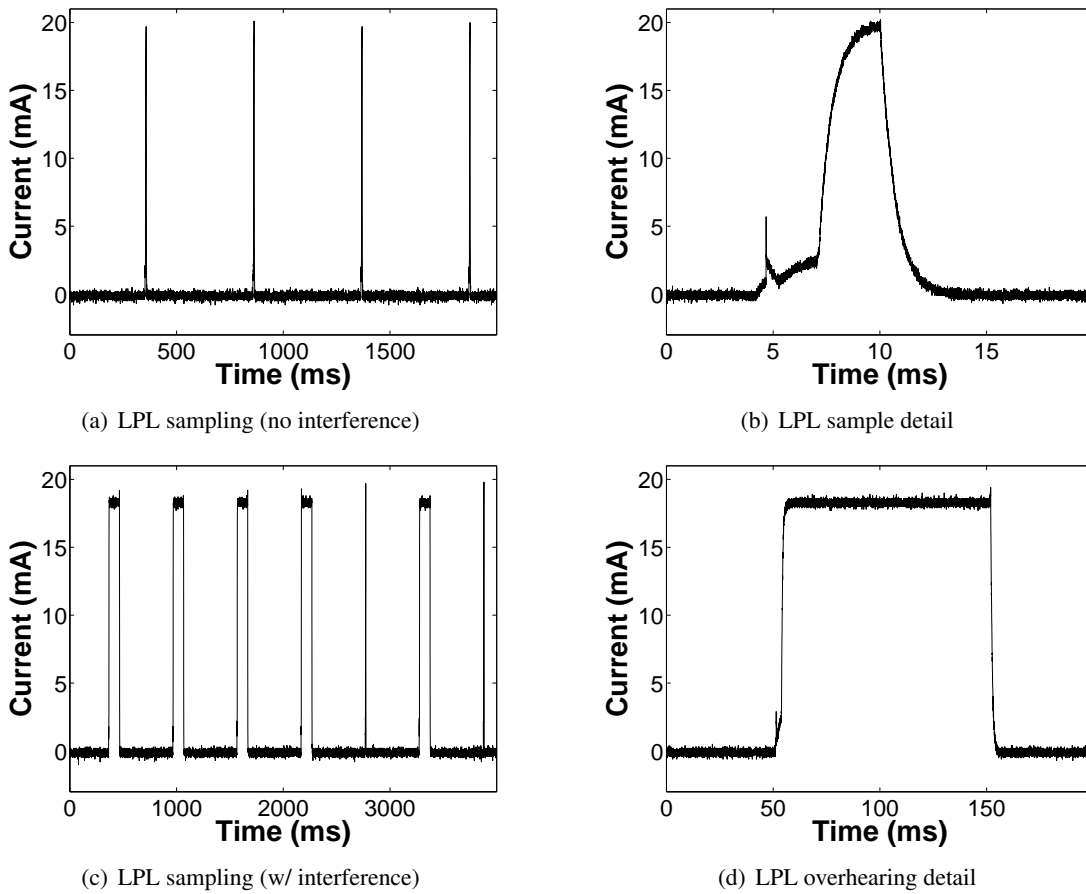 20
15
10
5
0
Current (mA)
0 500 1000 1500
Time (ms)
(a) LPL sampling (no interference)
20
15
10
5
0
Current (mA)
0 5 10 15
Time (ms)
(b) LPL sample detail
20
15
10
5
0
Current (mA)
0 1000 2000 3000
Time (ms)
(c) LPL sampling (w/ interference)
20
15
10
5
0
Current (mA)
0 50 100 150
Time (ms)
(d) LPL overhearing detail